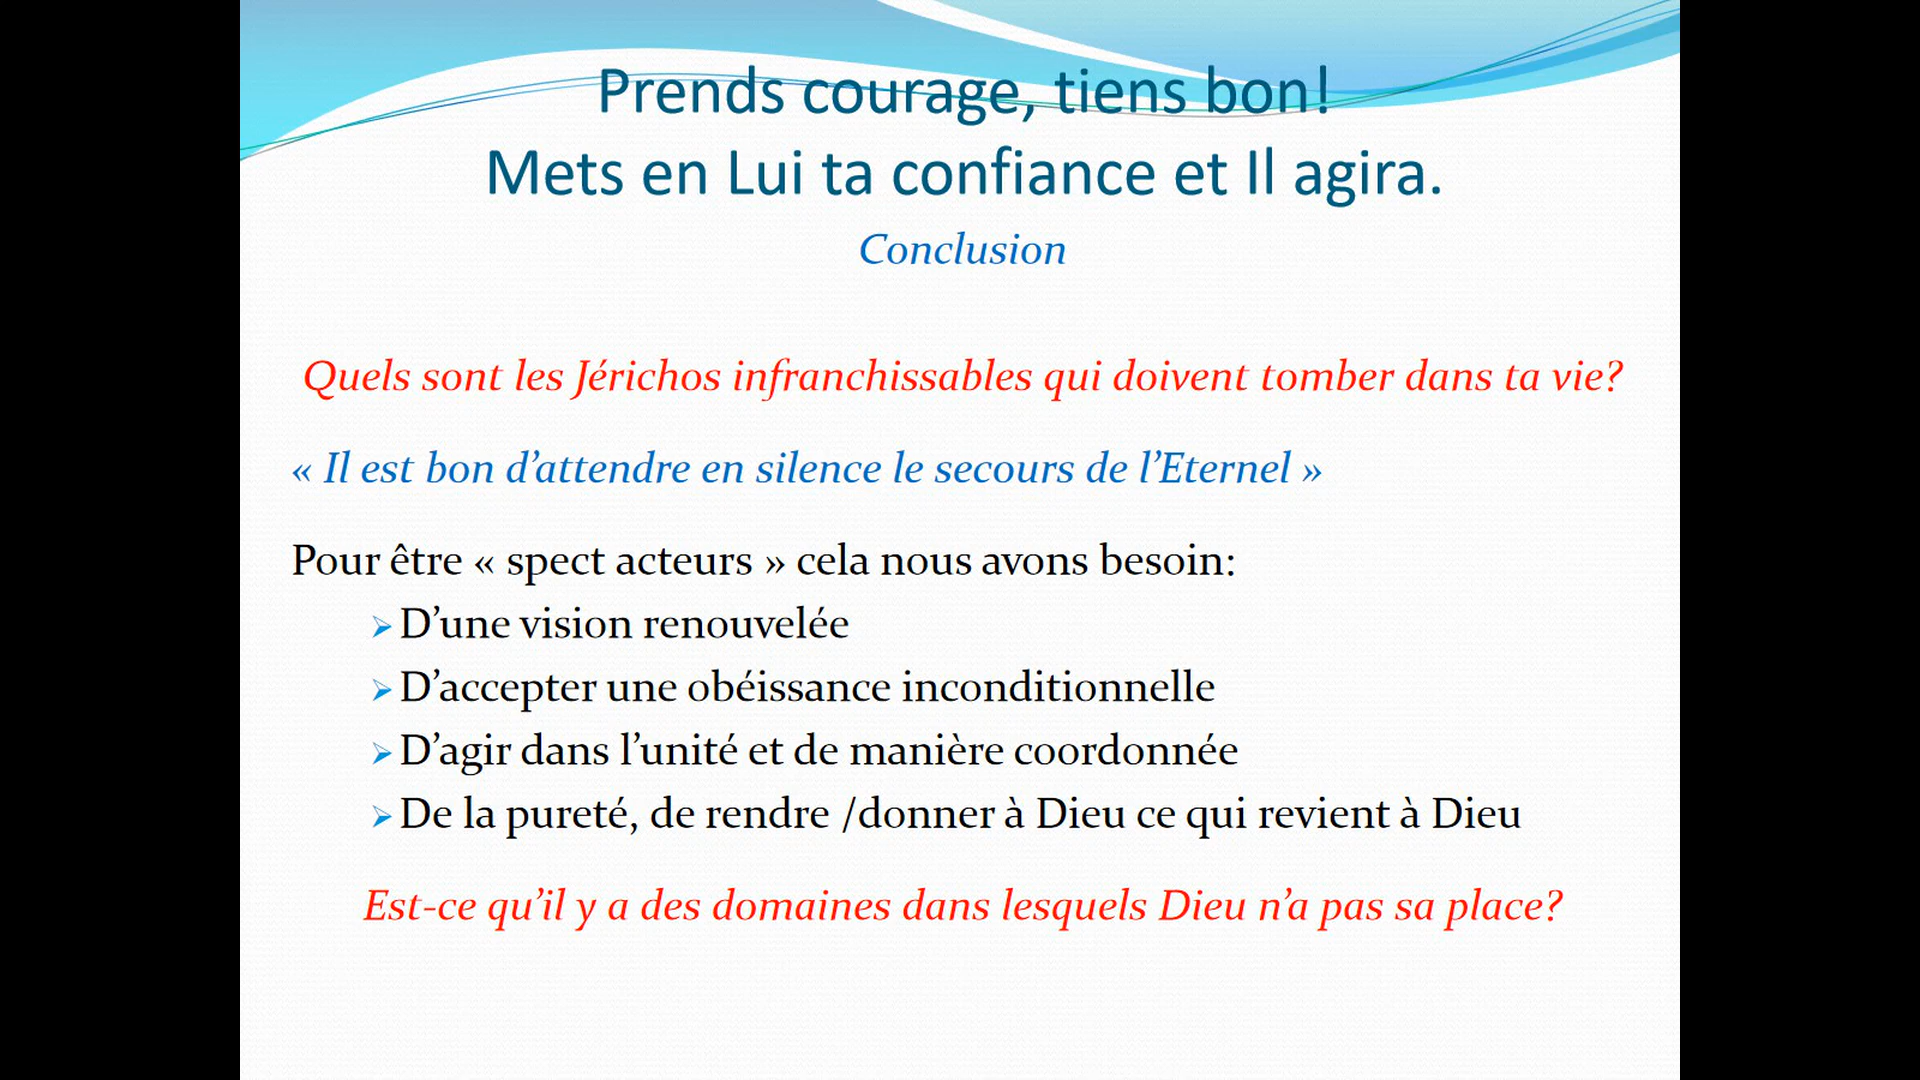 Prends courage, tiens bon!
Mets en Lui ta confiance et Il agira.
Conclusion
Quels sont les Jérichos infranchissables qui doivent tomber dans ta vie?
« Il est bon d’attendre en silence le secours de l’Eternel »
Pour être « spect acteurs » cela nous avons besoin:
➢D’une vision renouvelée
➢D’accepter une obéissance inconditionnelle
➢D’agir dans l’unité et de manière coordonnée
➢De la pureté, de rendre /donner à Dieu ce qui revient à Dieu
Est-ce qu’il y a des domaines dans lesquels Dieu n’a pas sa place?